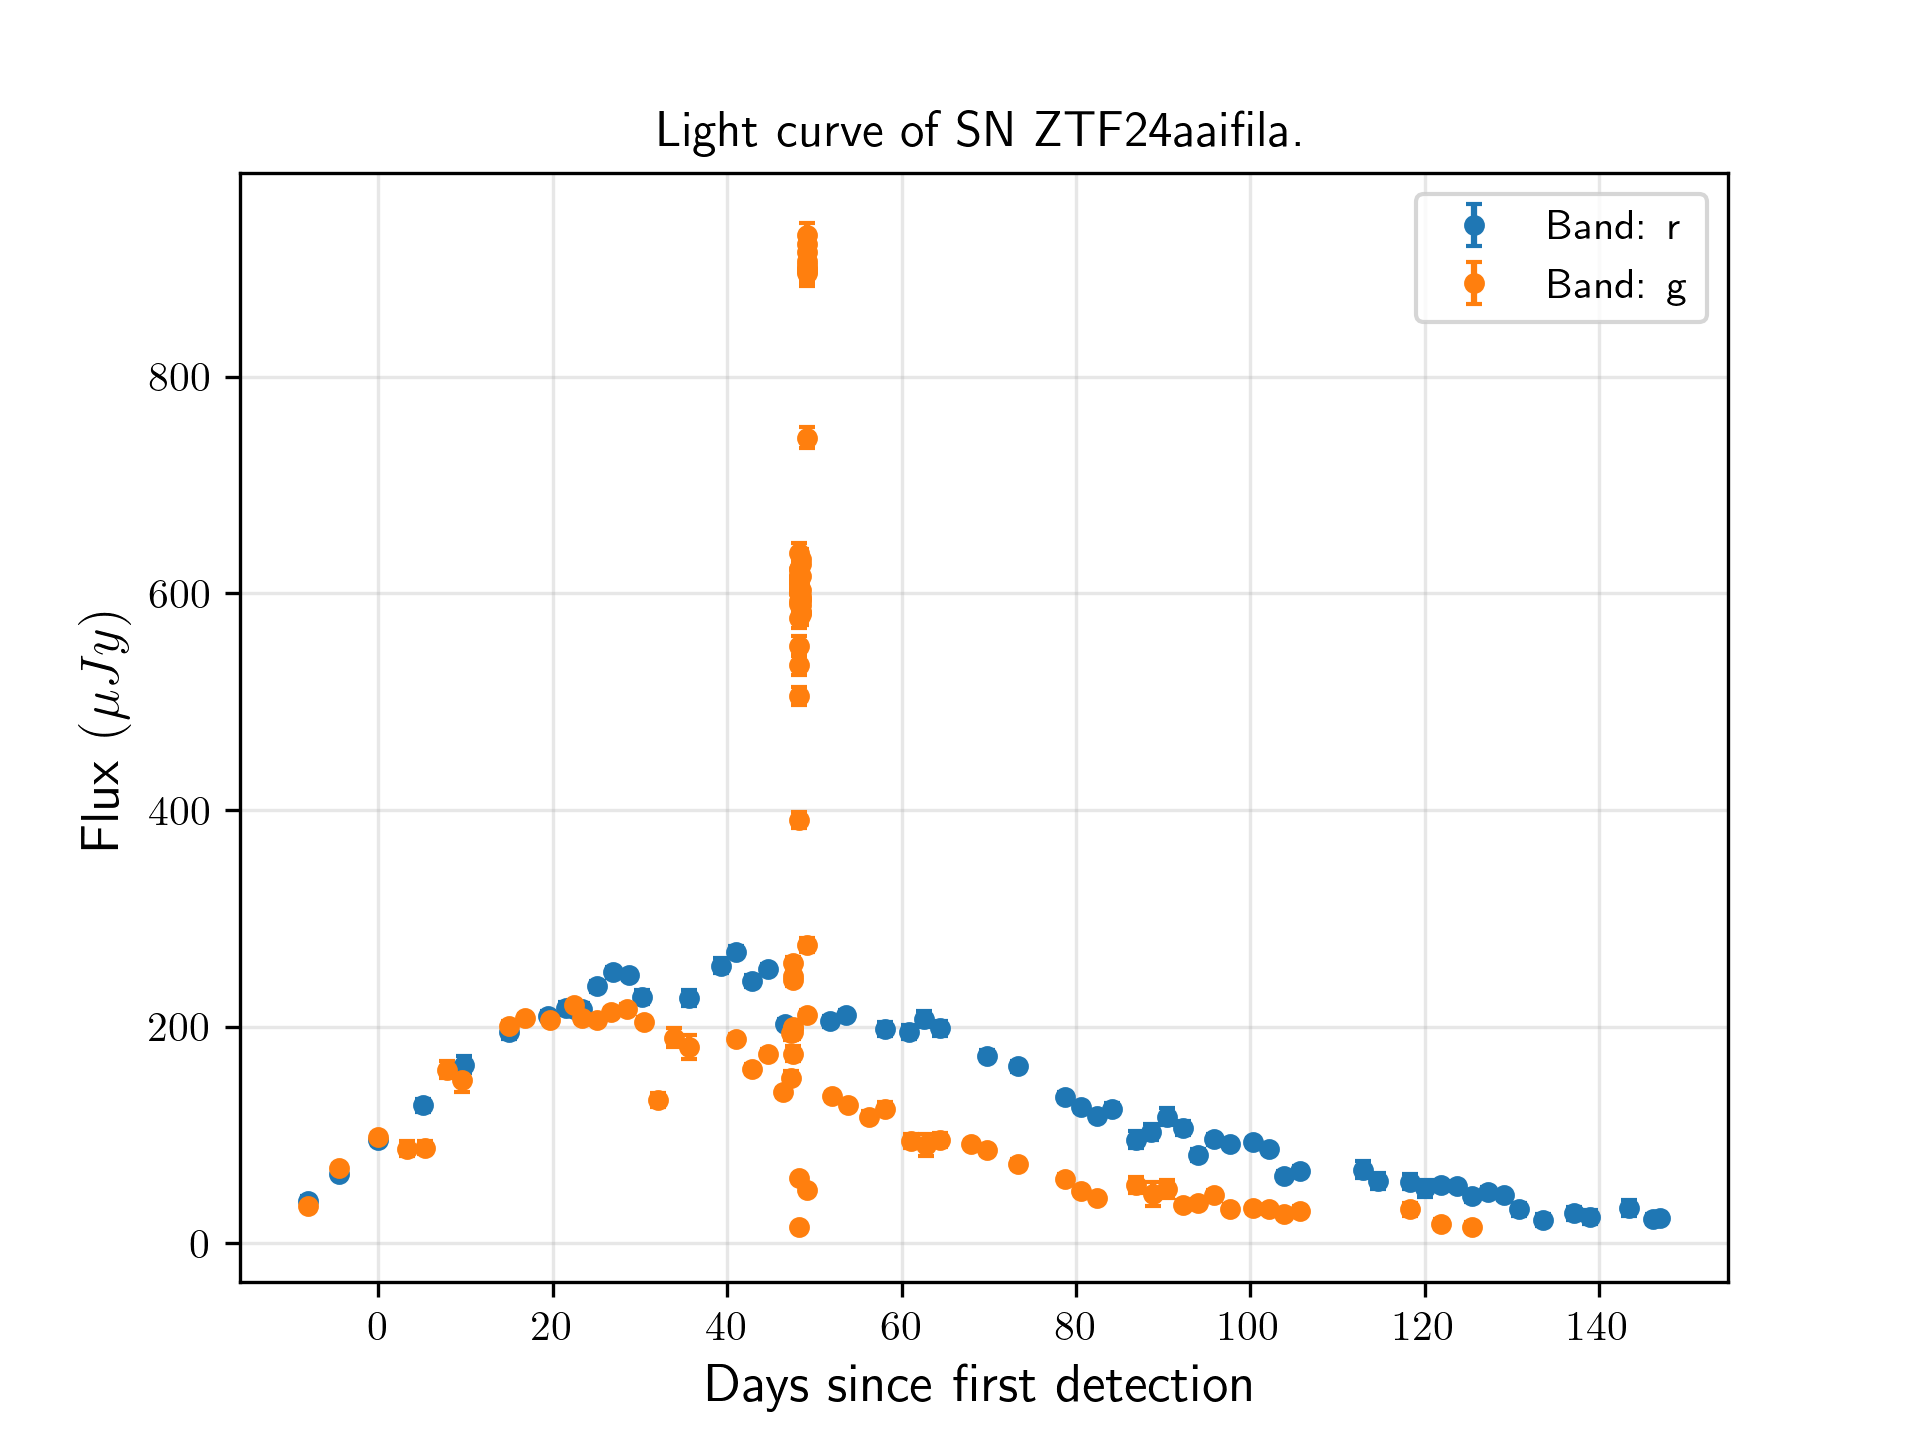 Light curve of SN ZTF24aaifila.
Band: r
Band: g
Flux (μJy)
800
600
400
200
0
0 20 40 60 80 100 120 140
Days since first detection